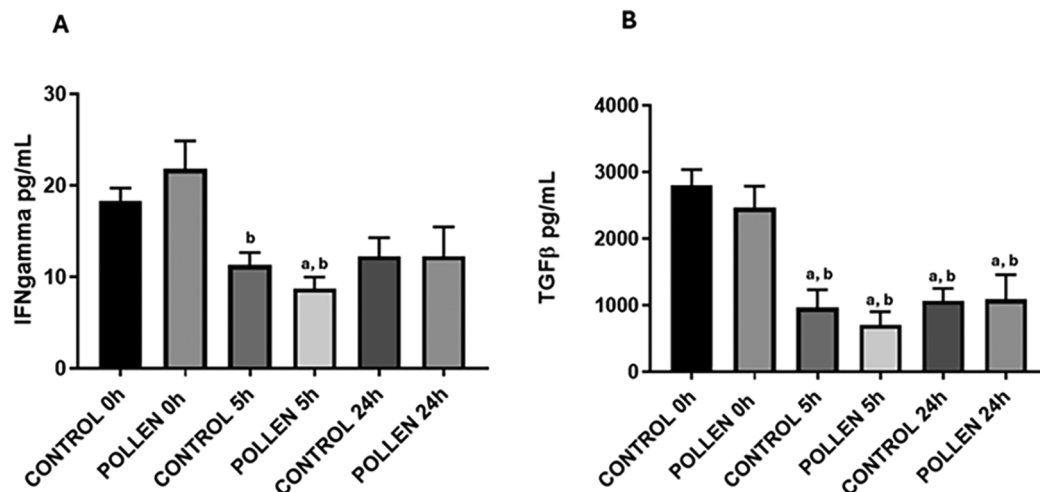 A
IFNgamma pg/mL
30
20
10
0
b
a, b
CONTROL 0h
POLLEN 0h
CONTROL 5h
POLLEN 5h
CONTROL 24h
POLLEN 24h
B
TGFβ pg/mL
4000
3000
2000
1000
0
a, b
a, b
a, b
a, b
CONTROL 0h
POLLEN 0h
CONTROL 5h
POLLEN 5h
CONTROL 24h
POLLEN 24h